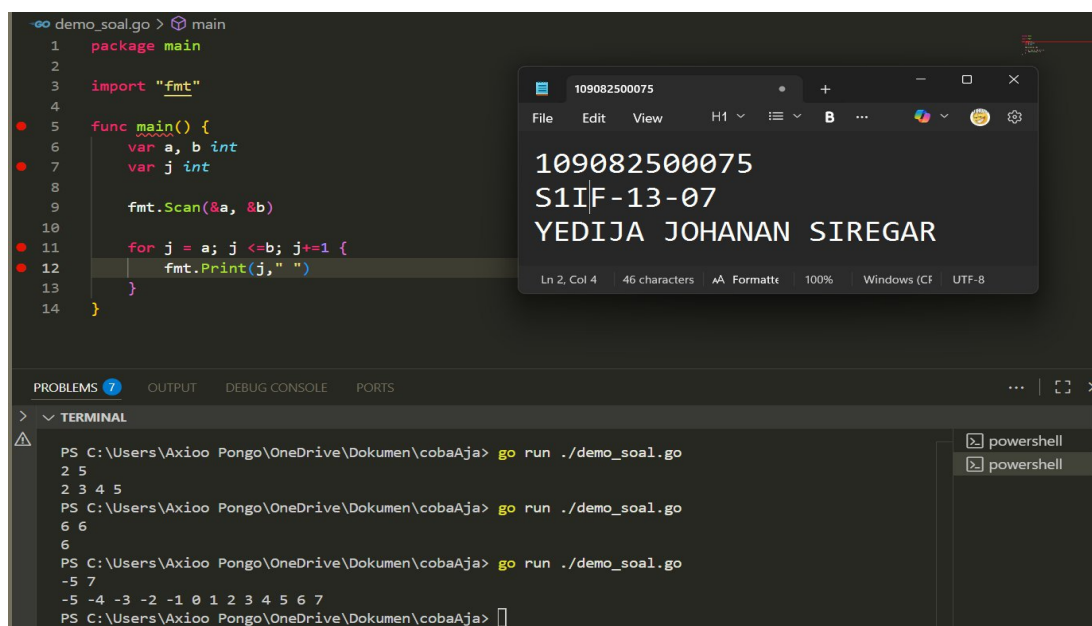 demo_soal.go > main
1 package main
2
3 import "fmt"
4
5 func main() {
6 var a, b int
7 var j int
8
9 fmt.Scan(&a, &b)
10
11 for j = a; j <=b; j+=1 {
12 fmt.Print(j," ")
13 }
14 }
109082500075
File Edit View H1 B ...
109082500075
S1IF-13-07
YEDIJA JOHANAN SIREGAR
Ln 2, Col 4 46 characters Formatte 100% Windows (CF UTF-8
PROBLEMS 7 OUTPUT DEBUG CONSOLE PORTS
TERMINAL
PS C:\Users\Axioo Pongo\OneDrive\Dokumen\cobaAja> go run ./demo_soal.go
2 5
2 3 4 5
PS C:\Users\Axioo Pongo\OneDrive\Dokumen\cobaAja> go run ./demo_soal.go
6 6
6
PS C:\Users\Axioo Pongo\OneDrive\Dokumen\cobaAja> go run ./demo_soal.go
-5 7
-5 -4 -3 -2 -1 0 1 2 3 4 5 6 7
PS C:\Users\Axioo Pongo\OneDrive\Dokumen\cobaAja>
powershell
powershell